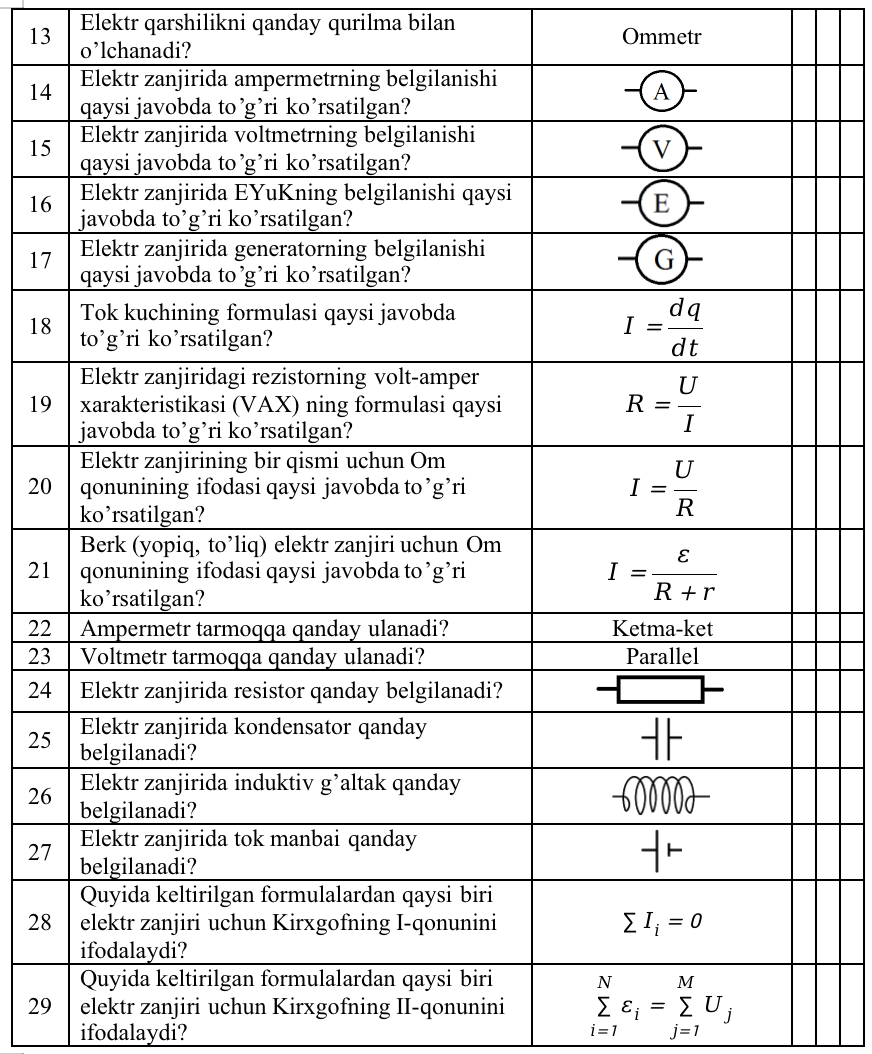 13
Elektr qarshilikni qanday qurilma bilan
o’lchanadi?
Ommetr
14
Elektr zanjirida ampermetrning belgilanishi
qaysi javobda to’g’ri ko’rsatilgan?
A
15
Elektr zanjirida voltmetrning belgilanishi
qaysi javobda to’g’ri ko’rsatilgan?
V
16
Elektr zanjirida EYuKning belgilanishi qaysi
javobda to’g’ri ko’rsatilgan?
E
17
Elektr zanjirida generatorning belgilanishi
qaysi javobda to’g’ri ko’rsatilgan?
G
18
Tok kuchining formulasi qaysi javobda
to’g’ri ko’rsatilgan?
I = dq/dt
19
Elektr zanjiridagi rezistorning volt-amper
xarakteristikasi (VAX) ning formulasi qaysi
javobda to’g’ri ko’rsatilgan?
R = U/I
20
Elektr zanjirining bir qismi uchun Om
qonunining ifodasi qaysi javobda to’g’ri
ko’rsatilgan?
I = U/R
21
Berk (yopiq, to’liq) elektr zanjiri uchun Om
qonunining ifodasi qaysi javobda to’g’ri
ko’rsatilgan?
I = ε/(R + r)
22
Ampermetr tarmoqqa qanday ulanadi?
Ketma-ket
23
Voltmetr tarmoqqa qanday ulanadi?
Parallel
24
Elektr zanjirida resistor qanday belgilanadi?
25
Elektr zanjirida kondensator qanday
belgilanadi?
26
Elektr zanjirida induktiv g’altak qanday
belgilanadi?
27
Elektr zanjirida tok manbai qanday
belgilanadi?
28
Quyida keltirilgan formulalardan qaysi biri
elektr zanjiri uchun Kirxgofning I-qonunini
ifodalaydi?
∑ I_i = 0
29
Quyida keltirilgan formulalardan qaysi biri
elektr zanjiri uchun Kirxgofning II-qonunini
ifodalaydi?
N M
∑ ε_i = ∑ U_j
i=1 j=1